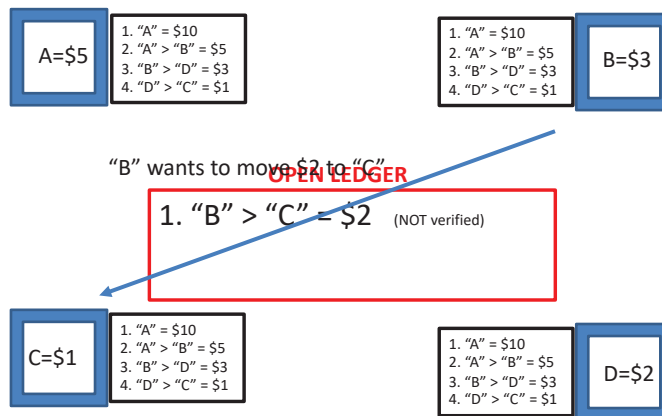 A=$5
1. “A” = $10
2. “A” > “B” = $5
3. “B” > “D” = $3
4. “D” > “C” = $1
1. “A” = $10
2. “A” > “B” = $5
3. “B” > “D” = $3
4. “D” > “C” = $1
B=$3
“B” wants to move $2 to “C”
OPEN LEDGER
1. “B” > “C” = $2 (NOT verified)
C=$1
1. “A” = $10
2. “A” > “B” = $5
3. “B” > “D” = $3
4. “D” > “C” = $1
1. “A” = $10
2. “A” > “B” = $5
3. “B” > “D” = $3
4. “D” > “C” = $1
D=$2